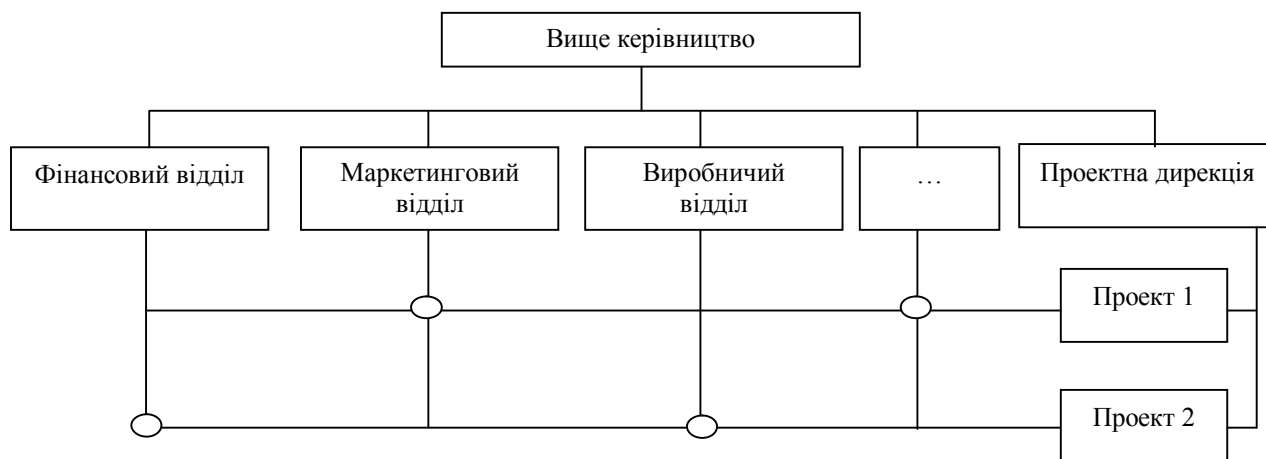 Вище керівництво
Фінансовий відділ
Маркетинговий
відділ
Виробничий
відділ
…
Проектна дирекція
Проект 1
Проект 2